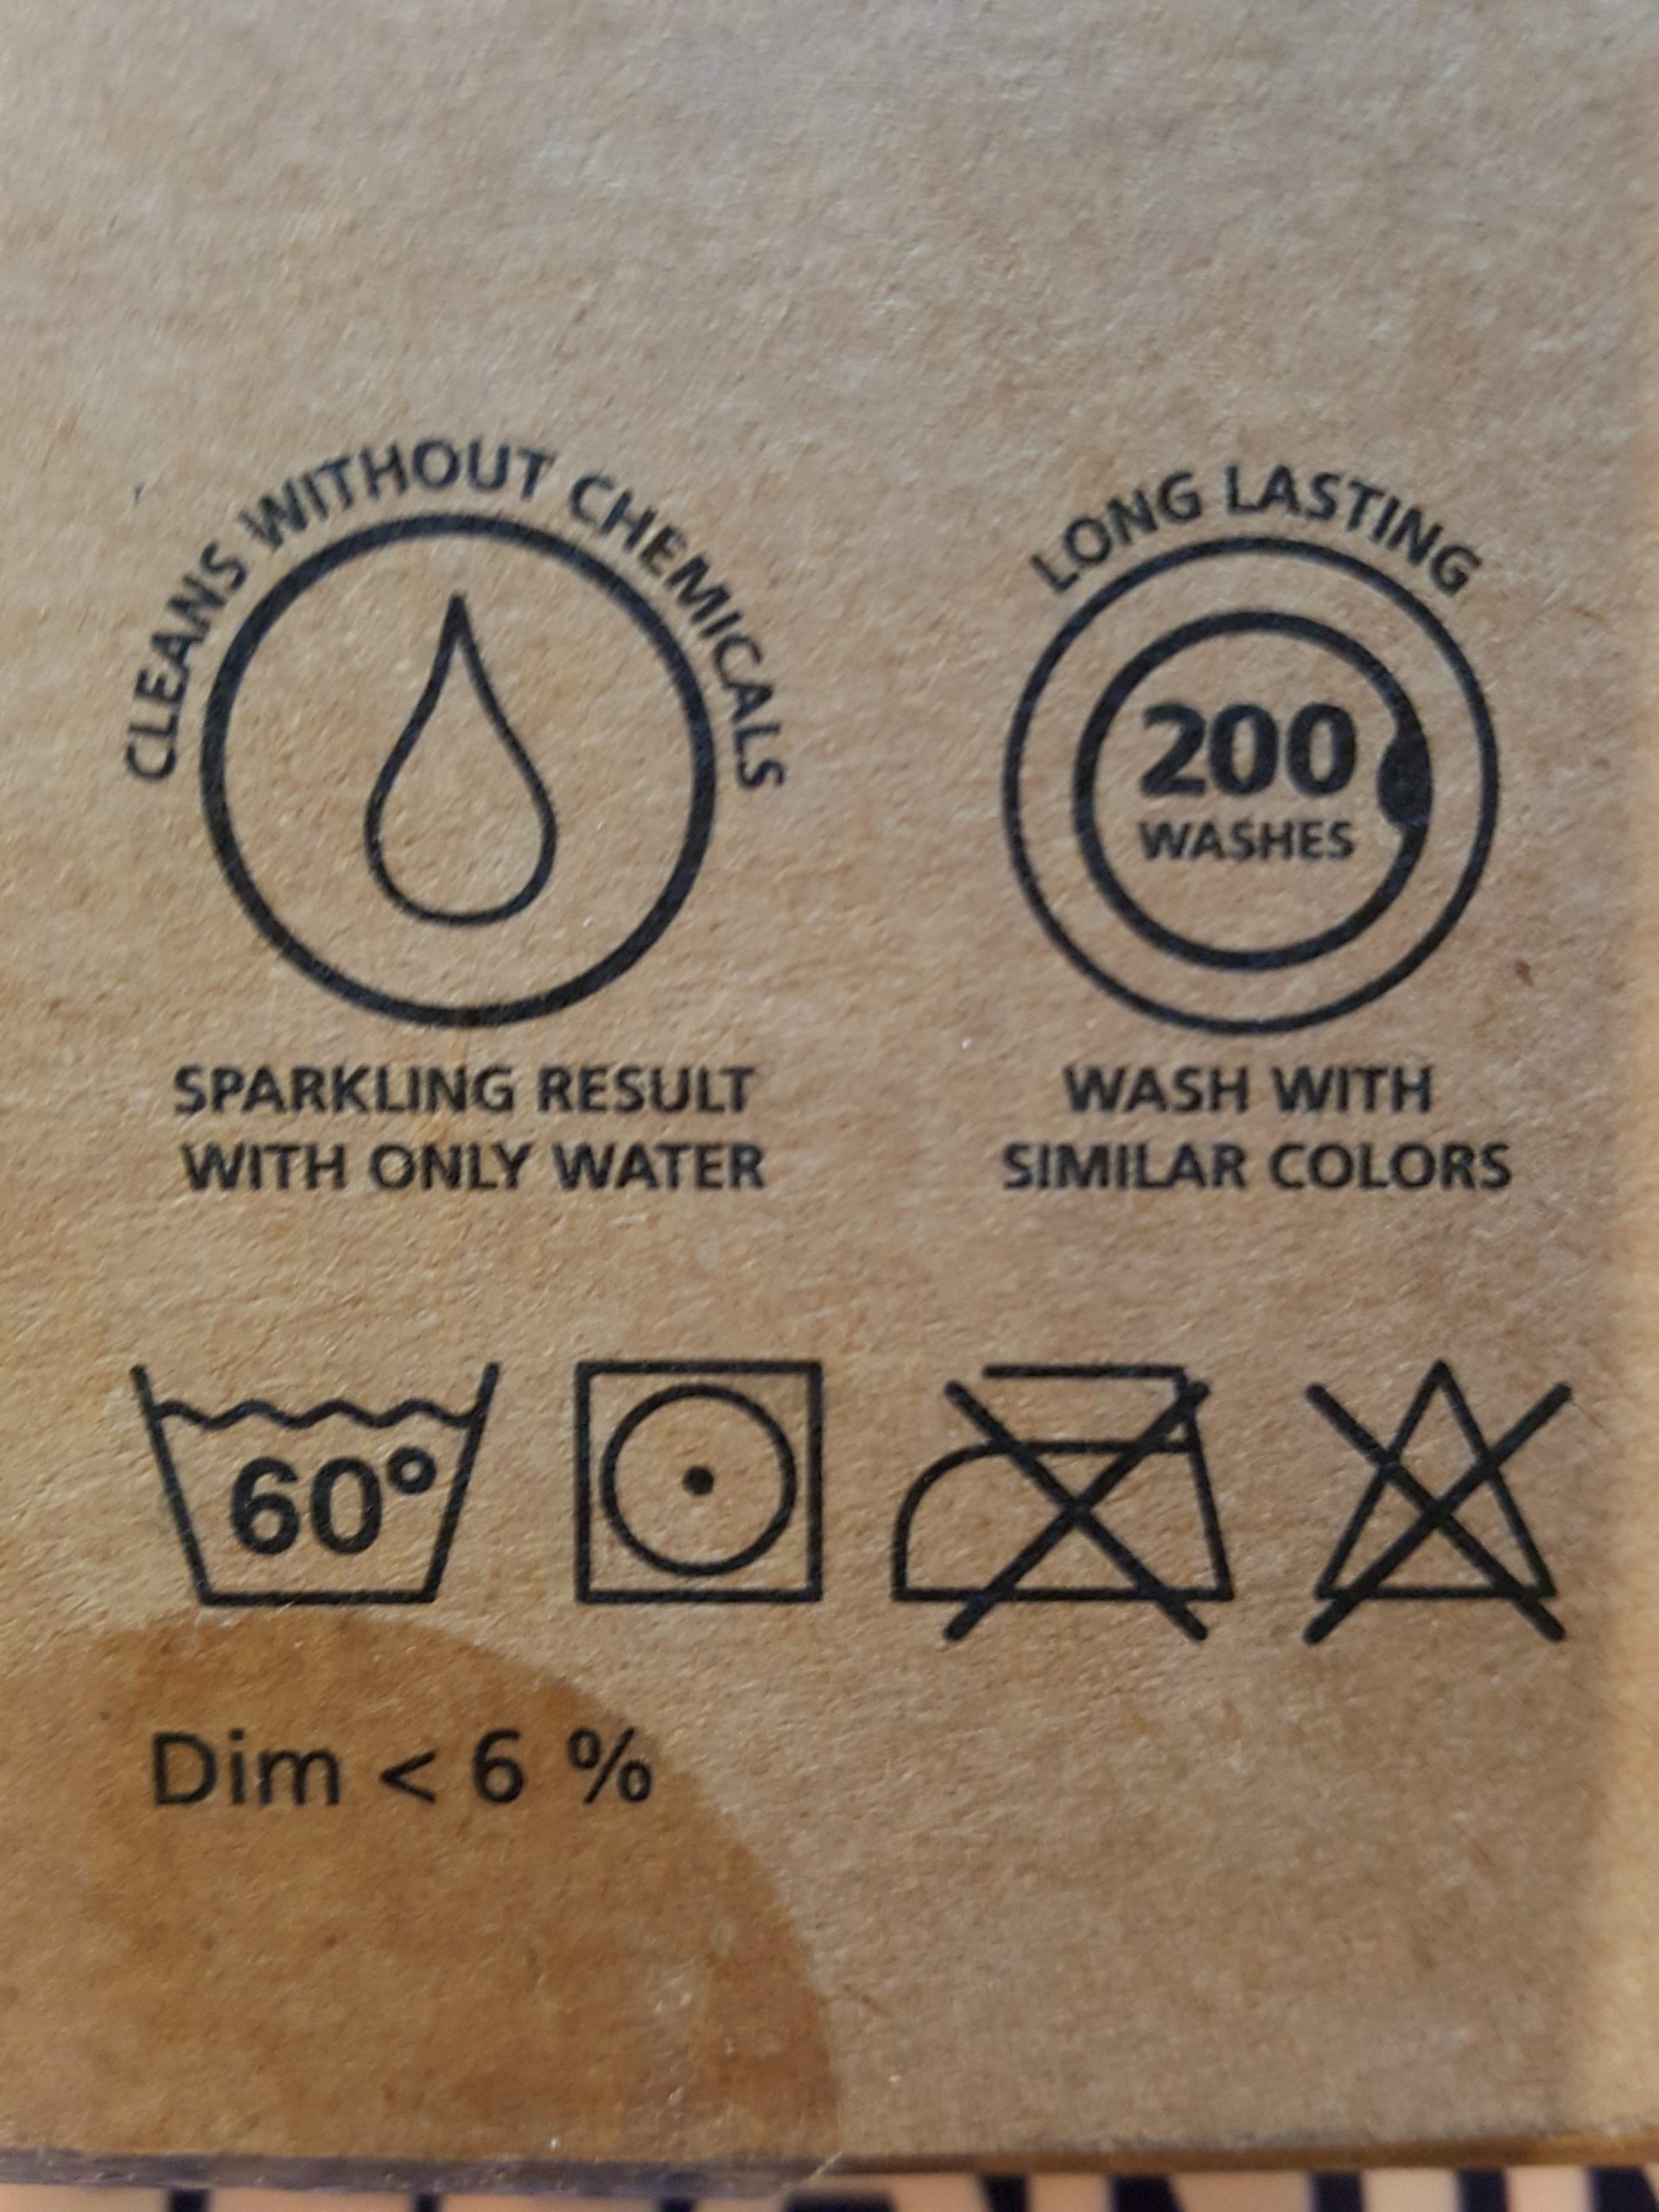 CLEANS WITHOUT CHEMICALS
SPARKLING RESULT
WITH ONLY WATER
LONG LASTING
200
WASHES
WASH WITH
SIMILAR COLORS
60°
Dim < 6 %